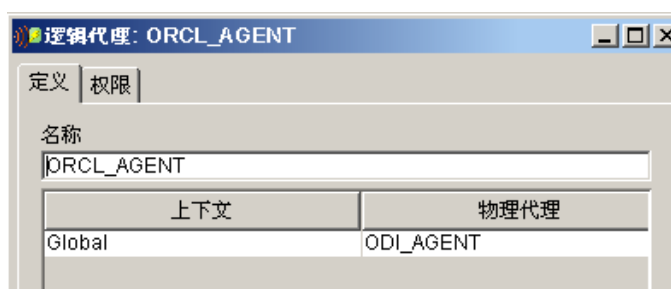 逻辑代理: ORCL_AGENT
定义 权限
名称
ORCL_AGENT
上下文 物理代理
Global ODI_AGENT